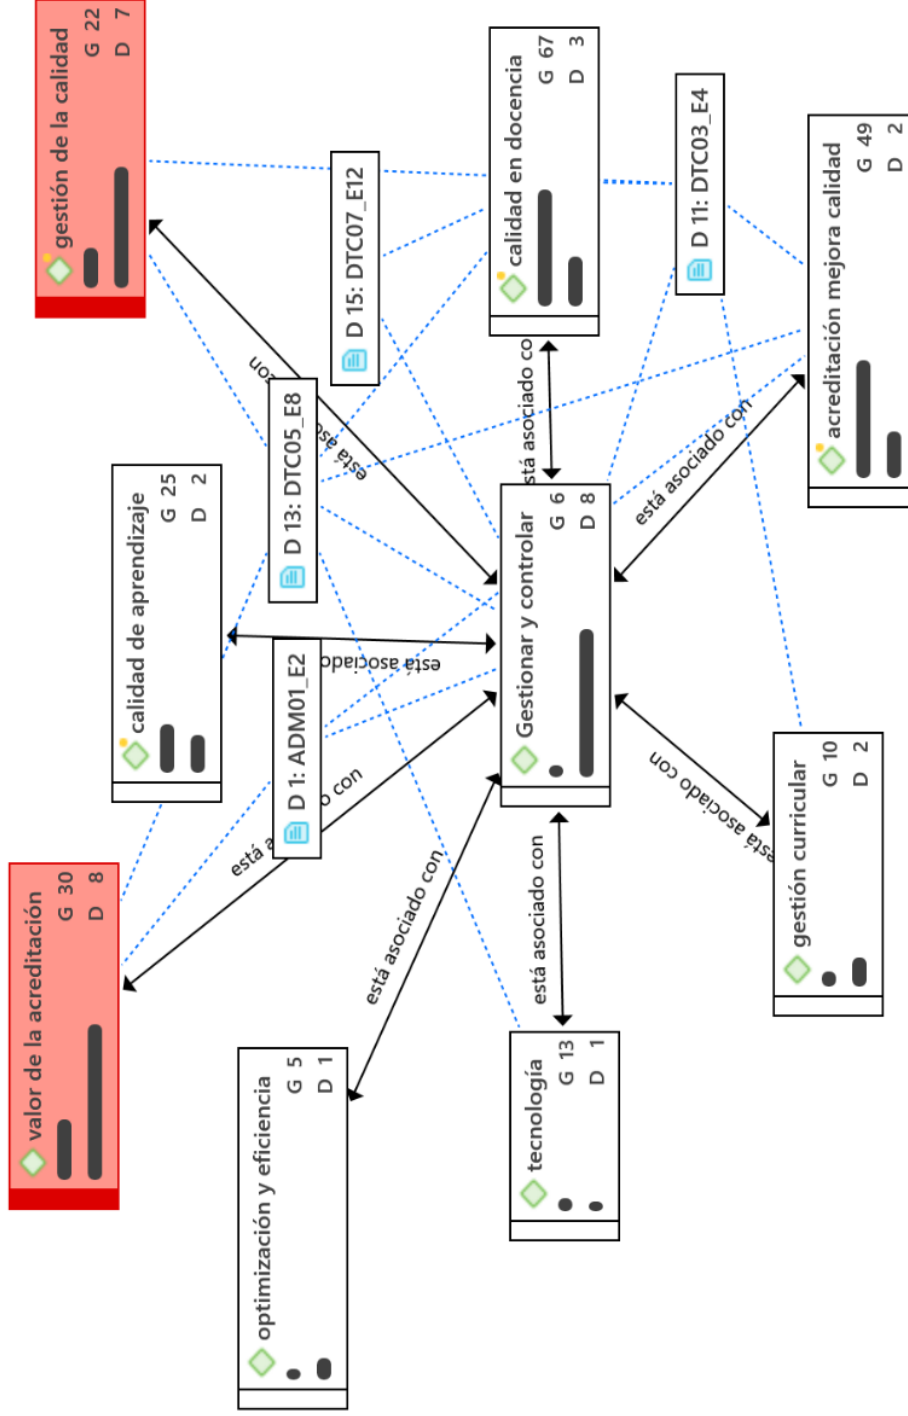 valor de la acreditación
G 30
D 8
gestión de la calidad
G 22
D 7
calidad de aprendizaje
G 25
D 2
optimización y eficiencia
G 5
D 1
D 1: ADM01_E2
D 13: DTC05_E8
D 15: DTC07_E12
calidad en docencia
G 67
D 3
Gestionar y controlar
G 6
D 8
tecnología
G 13
D 1
D 11: DTC03_E4
gestión curricular
G 10
D 2
acreditación mejora calidad
G 49
D 2
está a
o con
está aso
con
está asociado
está asociado con
está asociado con
stá asociado co
está asociado con
está asociado con